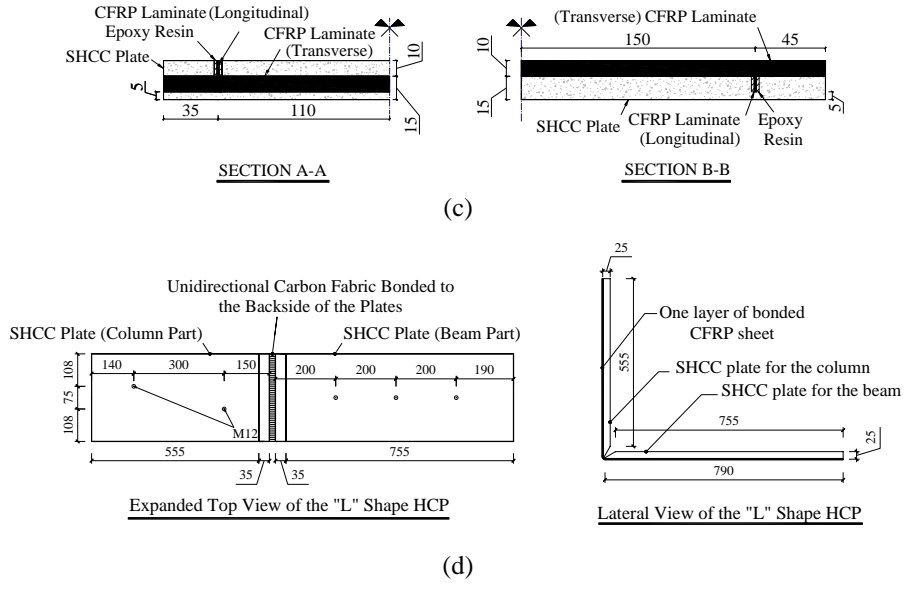 CFRP Laminate (Longitudinal)
Epoxy Resin
CFRP Laminate
(Transverse)
SHCC Plate
10
5
35
110
15
SECTION A-A
(Transverse) CFRP Laminate
150
45
10
15
5
SHCC Plate
CFRP Laminate
(Longitudinal)
Epoxy
Resin
SECTION B-B
(c)
Unidirectional Carbon Fabric Bonded to
the Backside of the Plates
SHCC Plate (Column Part)
SHCC Plate (Beam Part)
108
75
108
140
300
150
200
200
200
190
M12
555
755
35
35
Expanded Top View of the "L" Shape HCP
25
One layer of bonded
CFRP sheet
555
SHCC plate for the column
SHCC plate for the beam
755
25
790
Lateral View of the "L" Shape HCP
(d)